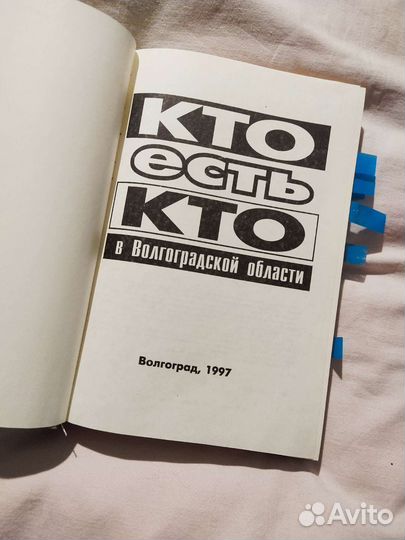 КТО
есть
КТО
в Волгоградской области
Волгоград, 1997
Avito